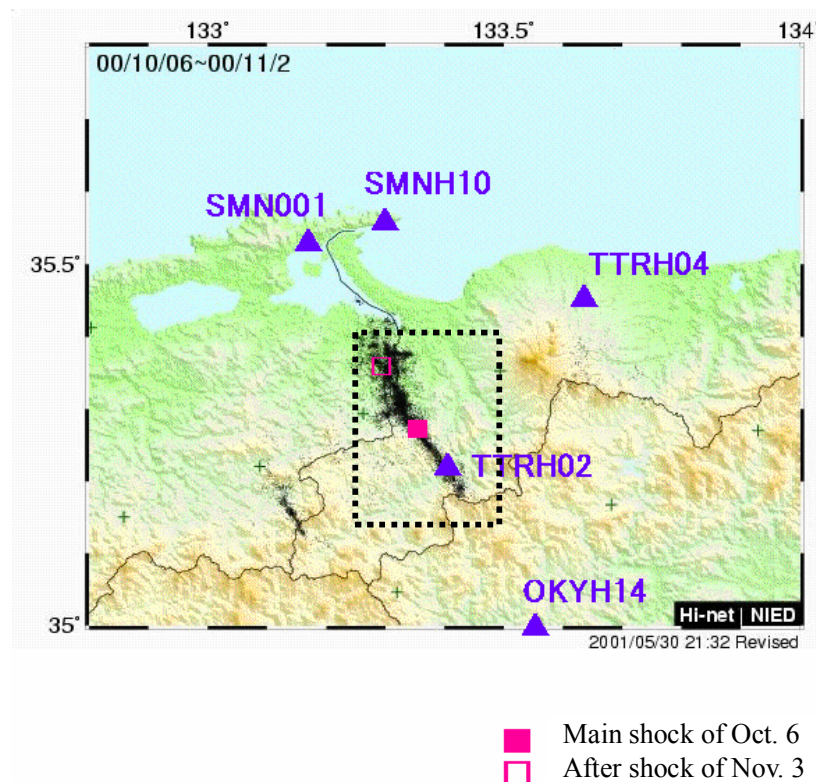 133° 133.5 134°
00/10/06~00/11/2
SMNH10
SMN001
TTRH04
35.5
TTRH02
OKYH14
Hi-net | NIED
35°
2001/05/30 21:32 Revised
Main shock of Oct. 6
After shock of Nov. 3